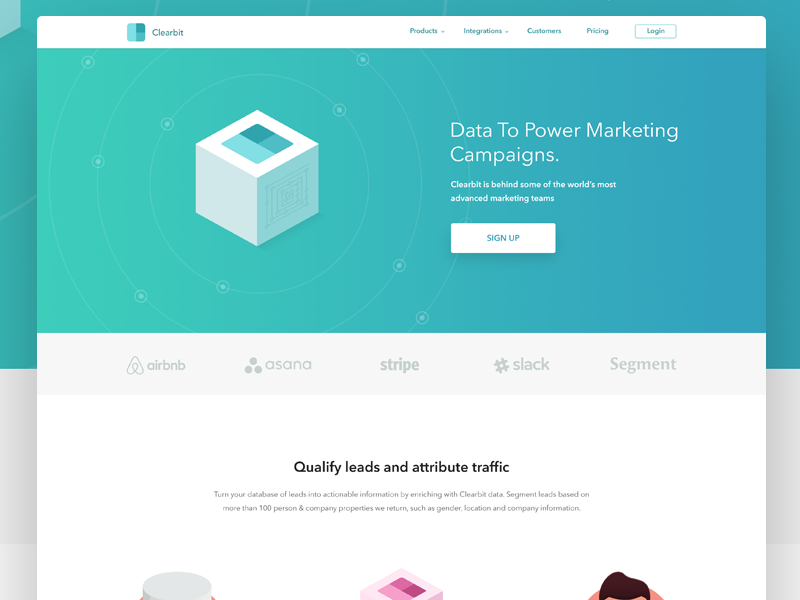 Clearbit Products Integrations Customers Pricing Login
Data To Power Marketing
Campaigns.
Clearbit is behind some of the world's most
advanced marketing teams
SIGN UP
airbnb asana stripe slack Segment
Qualify leads and attribute traffic
Turn your database of leads into actionable information by enriching with Clearbit data. Segment leads based on
more than 100 person & company properties we return, such as gender, location and company information.